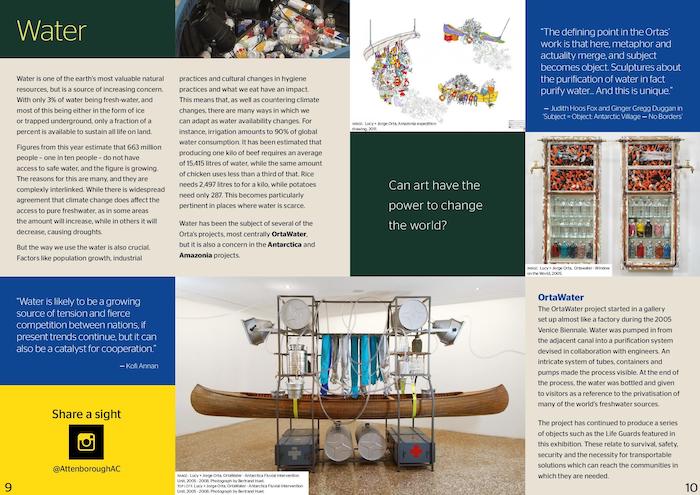 Water
Water is one of the earth's most valuable natural
resources, but is a source of increasing concern.
With only 3% of water being fresh-water, and
most of this being either in the form of ice
or trapped underground, only a fraction of a
percent is available to sustain all life on land.
Figures from this year estimate that 663 million
people – one in ten people – do not have
access to safe water, and the figure is growing.
The reasons for this are many, and they are
complexly interlinked. While there is widespread
agreement that climate change does affect the
access to pure freshwater, as in some areas
the amount will increase, while in others it will
decrease, causing droughts.
But the way we use the water is also crucial.
Factors like population growth, industrial
practices and cultural changes in hygiene
practices and what we eat have an impact.
This means that, as well as countering climate
changes, there are many ways in which we
can adapt as water availability changes. For
instance, irrigation amounts to 90% of global
water consumption. It has been estimated that
producing one kilo of beef requires an average
of 15,415 litres of water, while the same amount
of chicken uses less than a third of that. Rice
needs 2,497 litres to for a kilo, while potatoes
need only 287. This becomes particularly
pertinent in places where water is scarce.
Water has been the subject of several of the
Orta's projects, most centrally OrtaWater,
but it is also a concern in the Antarctica and
Amazonia projects.
IMAGE: Lucy + Jorge Orta, Amazonia expedition
drawing, 2011.
Can art have the
power to change
the world?
"The defining point in the Ortas'
work is that here, metaphor and
actuality merge, and subject
becomes object. Sculptures about
the purification of water in fact
purify water... And this is unique."
— Judith Hoos Fox and Ginger Gregg Duggan in
'Subject = Object: Antarctic Village — No Borders'
IMAGE: Lucy + Jorge Orta, Ortawater - Window
on the World, 2005.
"Water is likely to be a growing
source of tension and fierce
competition between nations, if
present trends continue, but it can
also be a catalyst for cooperation."
— Kofi Annan
Share a sight
@AttenboroughAC
9
IMAGE: Lucy + Jorge Orta, OrtaWater - Antarctica Fluvial Intervention
Unit, 2005 - 2008. Photograph by Bertrand Huet.
TOP LEFT: Lucy + Jorge Orta, OrtaWater - Antarctica Fluvial Intervention
Unit, 2005 - 2008. Photograph by Bertrand Huet.
OrtaWater
The OrtaWater project started in a gallery
set up almost like a factory during the 2005
Venice Biennale. Water was pumped in from
the adjacent canal into a purification system
devised in collaboration with engineers. An
intricate system of tubes, containers and
pumps made the process visible. At the end
of the process, the water was bottled and given
to visitors as a reference to the privatisation of
many of the world's freshwater sources.
The project has continued to produce a series
of objects such as the Life Guards featured in
this exhibition. These relate to survival, safety,
security and the necessity for transportable
solutions which can reach the communities in
which they are needed.
10